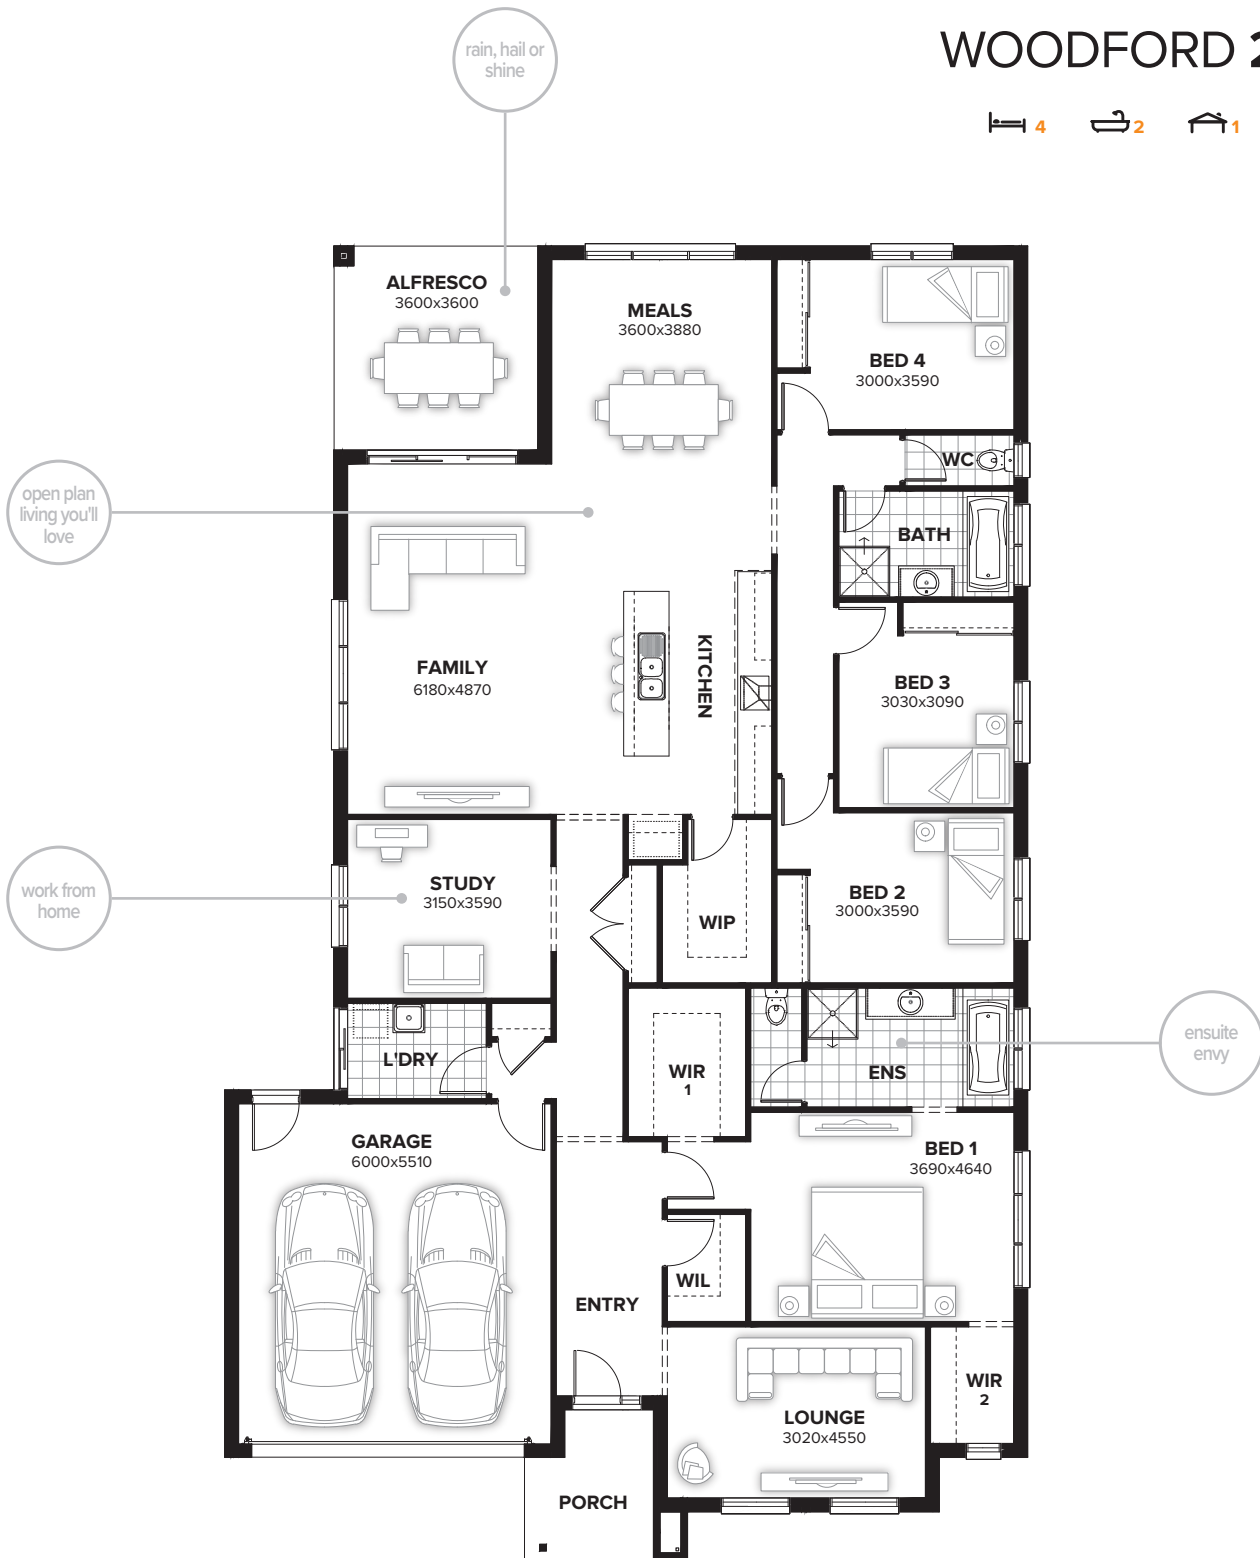 WOODFORD 2
4 2 1
rain, hail or
shine
ALFRESCO
3600x3600
MEALS
3600x3880
BED 4
3000x3590
WC
BATH
open plan
living you'll
love
FAMILY
6180x4870
KITCHEN
BED 3
3030x3090
work from
home
STUDY
3150x3590
WIP
BED 2
3000x3590
L'DRY
WIR
1
ENS
ensuite
envy
GARAGE
6000x5510
BED 1
3690x4640
WIL
ENTRY
WIR
2
LOUNGE
3020x4550
PORCH